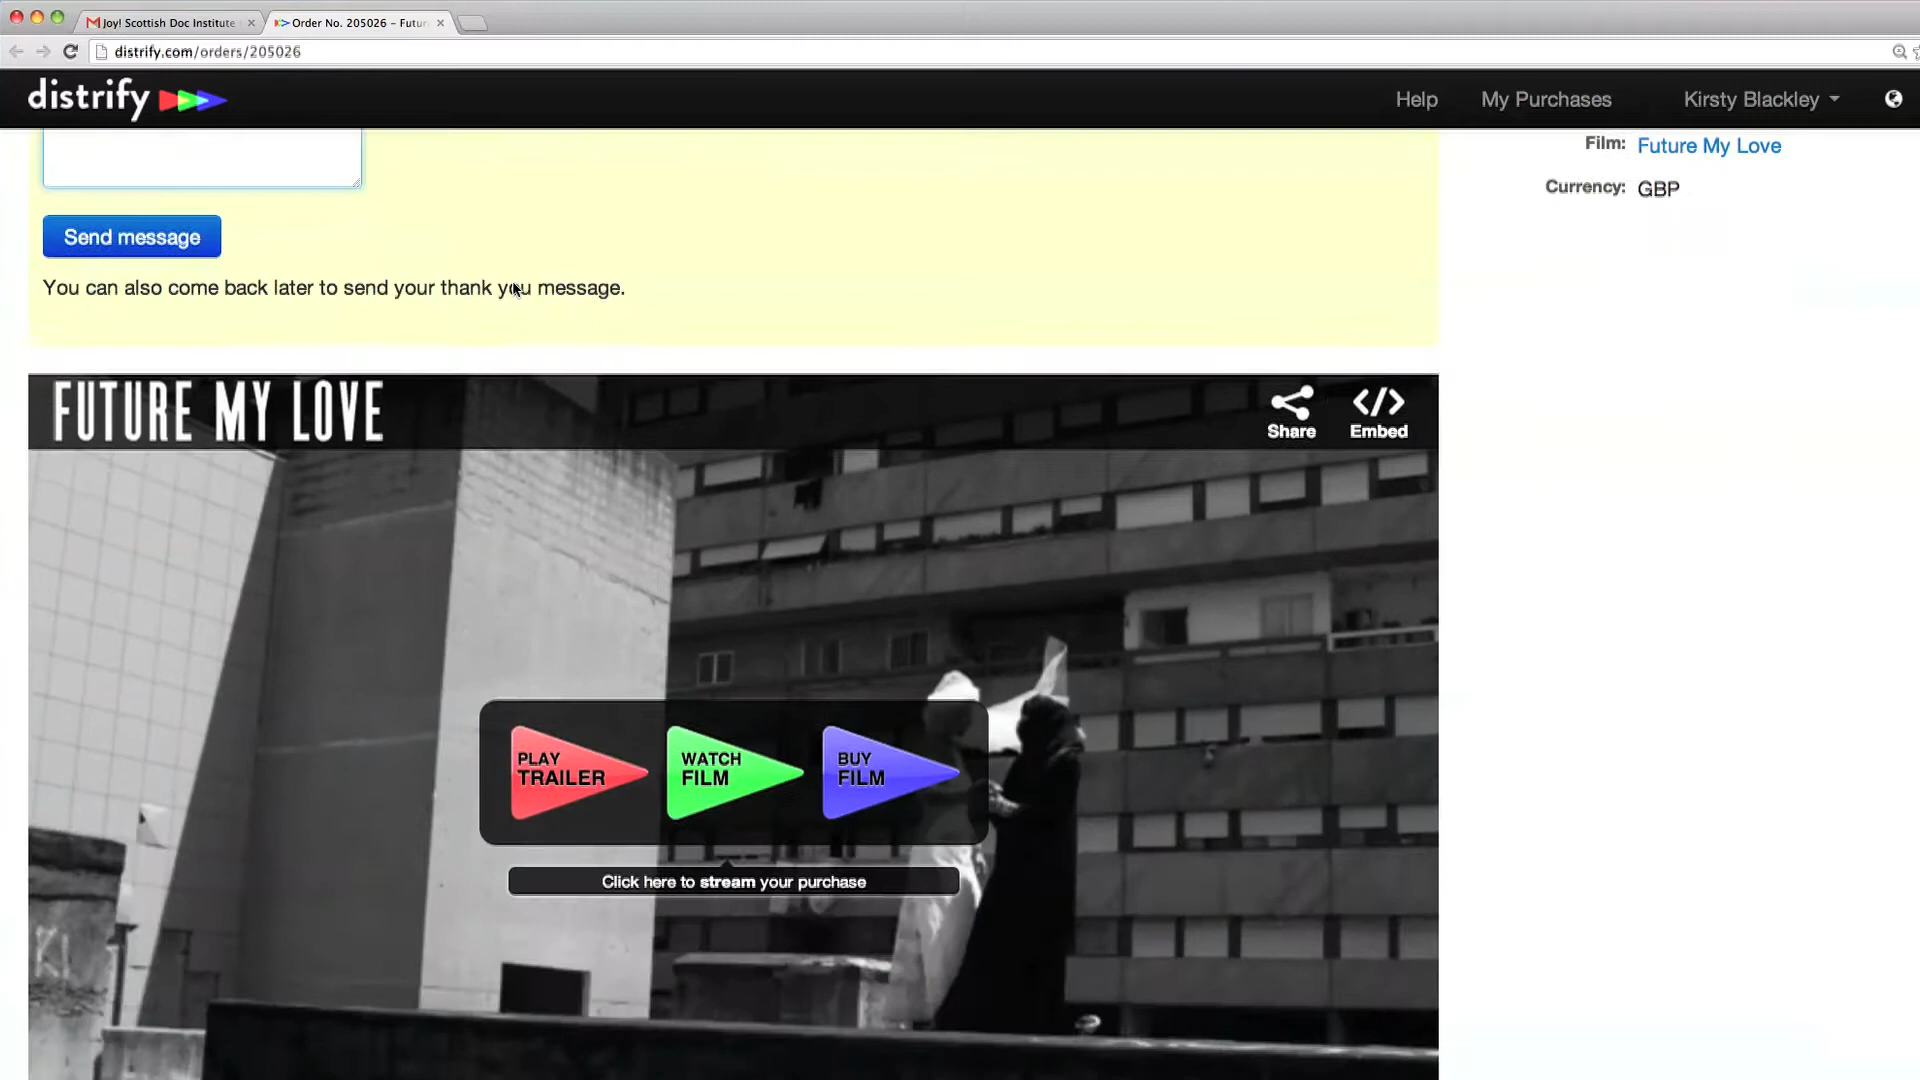 Joy! Scottish Doc Institute
Order No. 205026 – Futur
distrify.com/orders/205026
distrify
Help
My Purchases
Kirsty Blackley
Film: Future My Love
Currency: GBP
Send message
You can also come back later to send your thank you message.
FUTURE MY LOVE
Share
Embed
PLAY
TRAILER
WATCH
FILM
BUY
FILM
Click here to stream your purchase